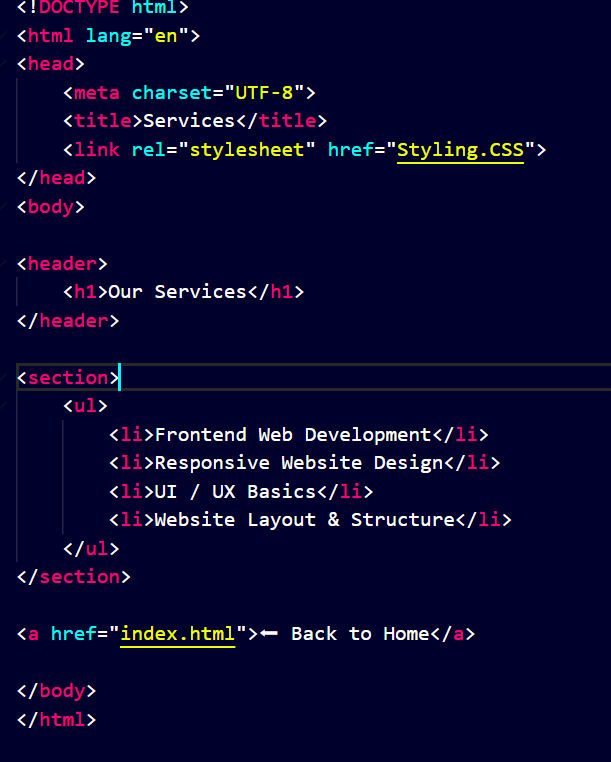 <!DOCTYPE html>
<html lang="en">
<head>
    <meta charset="UTF-8">
    <title>Services</title>
    <link rel="stylesheet" href="Styling.CSS">
</head>
<body>

<header>
    <h1>Our Services</h1>
</header>

<section>
    <ul>
        <li>Frontend Web Development</li>
        <li>Responsive Website Design</li>
        <li>UI / UX Basics</li>
        <li>Website Layout & Structure</li>
    </ul>
</section>

<a href="index.html">⬅ Back to Home</a>

</body>
</html>